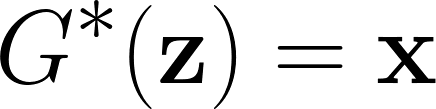 G*(z) = x